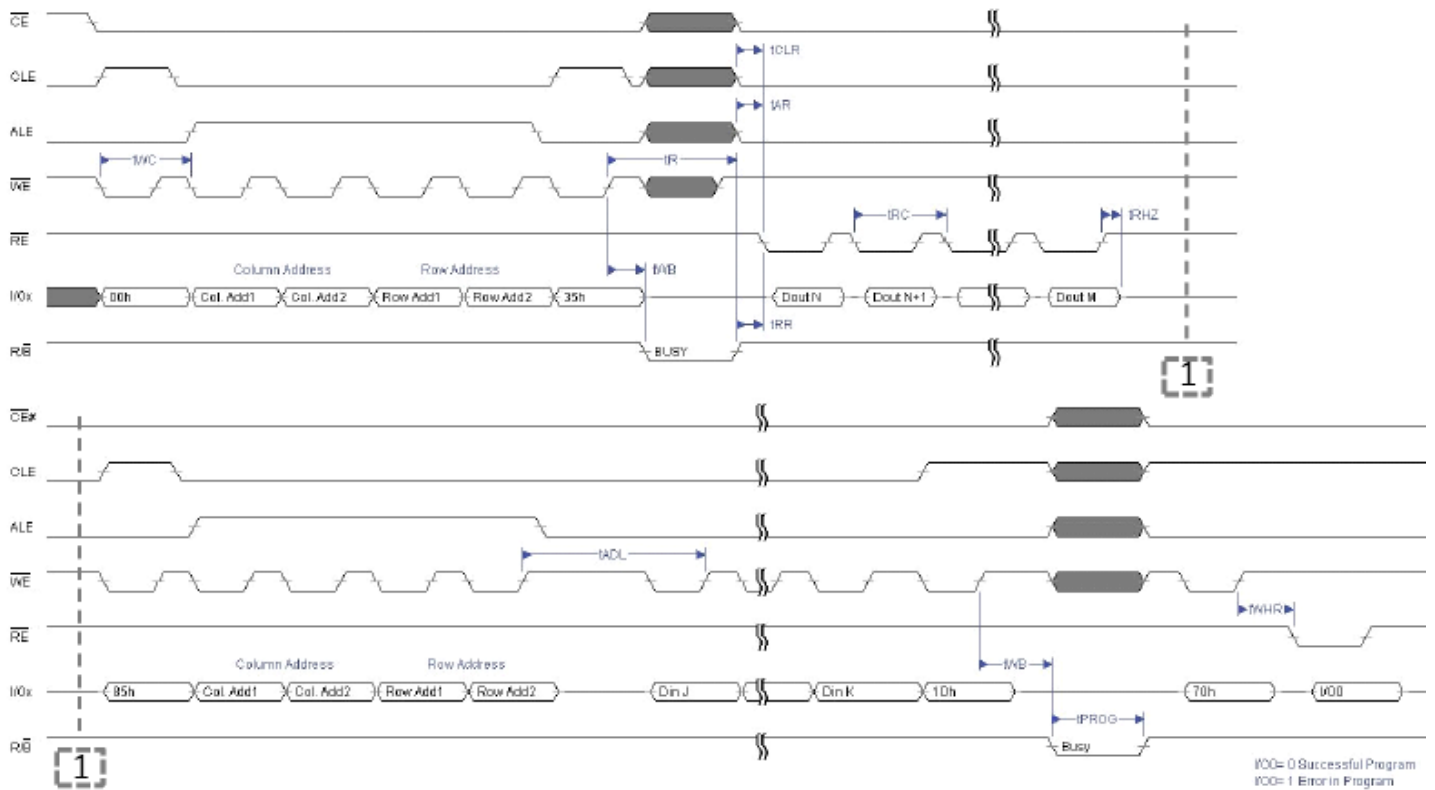 CE
CLE
tCLR
ALE
tAR
WE
tWC
tR
RE
tRC
tRHZ
Column Address
Row Address
tWB
I/Ox
00h
Col. Add1
Col. Add2
Row Add1
Row Add2
35h
Dout N
Dout N+1
Dout M
tRR
R/B
BUSY
1
CE#
CLE
ALE
WE
tADL
tWHR
RE
Column Address
Row Address
tWB
I/Ox
85h
Col. Add1
Col. Add2
Row Add1
Row Add2
Din J
Din K
10h
70h
I/O0
tPROG
R/B
Busy
1
I/O0= 0 Successful Program
I/O0= 1 Error in Program